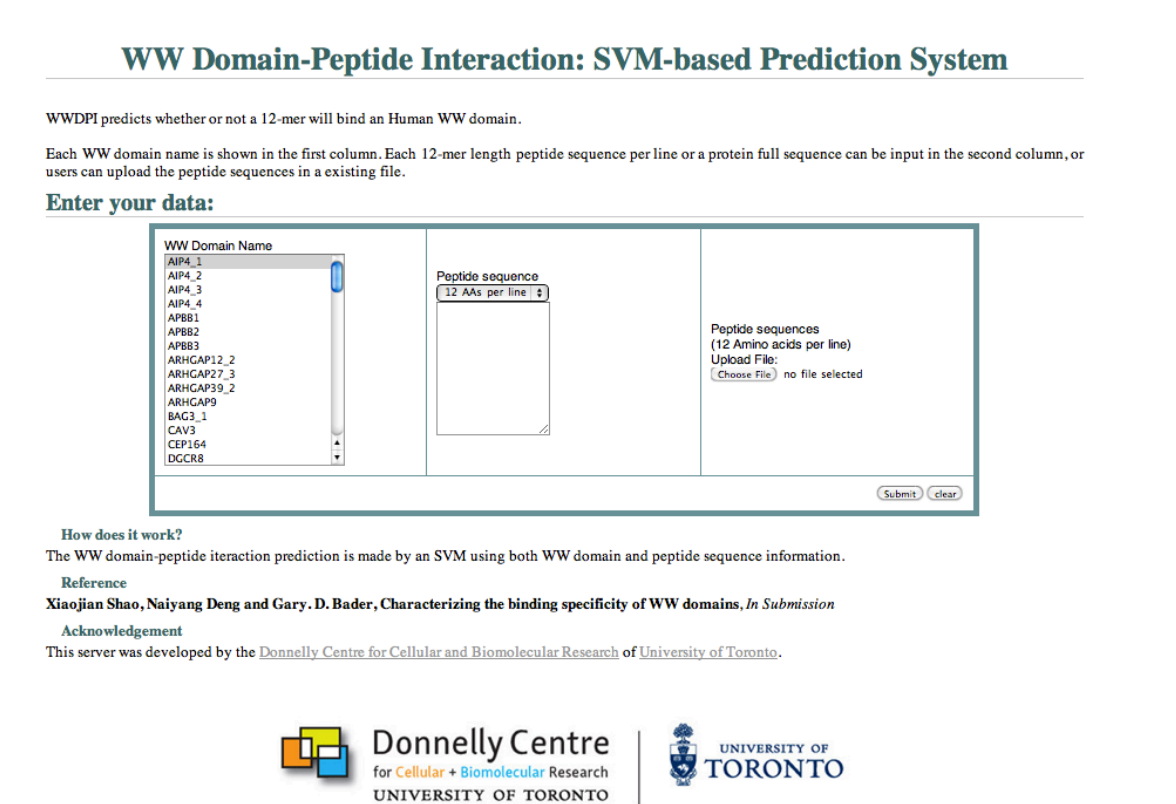 WW Domain-Peptide Interaction: SVM-based Prediction System
WWDPI predicts whether or not a 12-mer will bind an Human WW domain.
Each WW domain name is shown in the first column. Each 12-mer length peptide sequence per line or a protein full sequence can be input in the second column, or
users can upload the peptide sequences in a existing file.
Enter your data:
WW Domain Name
AIP4_1
AIP4_2
AIP4_3
AIP4_4
APBB1
APBB2
APBB3
ARHGAP12_2
ARHGAP27_3
ARHGAP39_2
ARHGAP9
BAG3_1
CAV3
CEP164
DGCR8
Peptide sequence
12 AAs per line
Peptide sequences
(12 Amino acids per line)
Upload File:
Choose File no file selected
Submit clear
How does it work?
The WW domain-peptide iteraction prediction is made by an SVM using both WW domain and peptide sequence information.
Reference
Xiaojian Shao, Naiyang Deng and Gary. D. Bader, Characterizing the binding specificity of WW domains, In Submission
Acknowledgement
This server was developed by the Donnelly Centre for Cellular and Biomolecular Research of University of Toronto.
Donnelly Centre
for Cellular + Biomolecular Research
UNIVERSITY OF TORONTO
UNIVERSITY OF
TORONTO